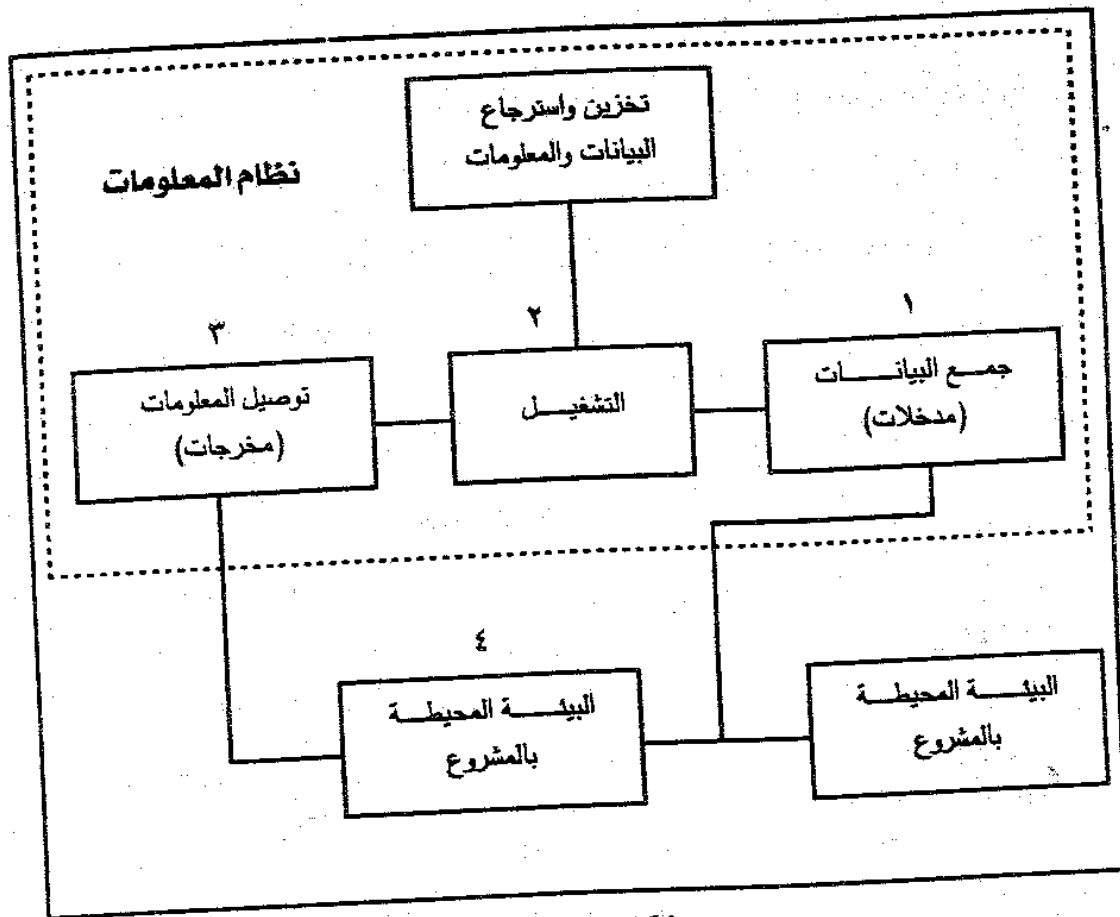 تخزين واسترجاع
البيانات والمعلومات
نظام المعلومات
١
جمع البيانات
(مدخلات)
٢
التشغيل
٣
توصيل المعلومات
(مخرجات)
البيئة المحيطة
بالمشروع
٤
البيئة المحيطة
بالمشروع